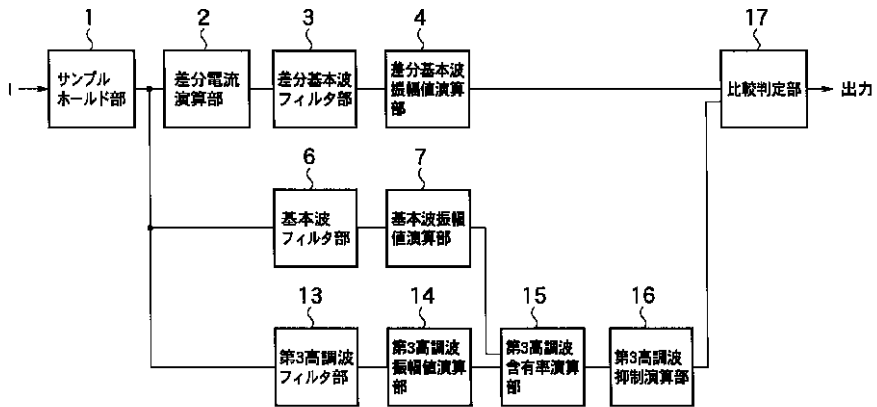 1
2
3
4
17
I
サンプル
ホールド部
差分電流
演算部
差分基本波
フィルタ部
差分基本波
振幅値演算
部
比較判定部
出力
6
7
基本波
フィルタ部
基本波振幅
値演算部
13
14
15
16
第3高調波
フィルタ部
第3高調波
振幅値演算
部
第3高調波
含有率演算
部
第3高調波
抑制演算部